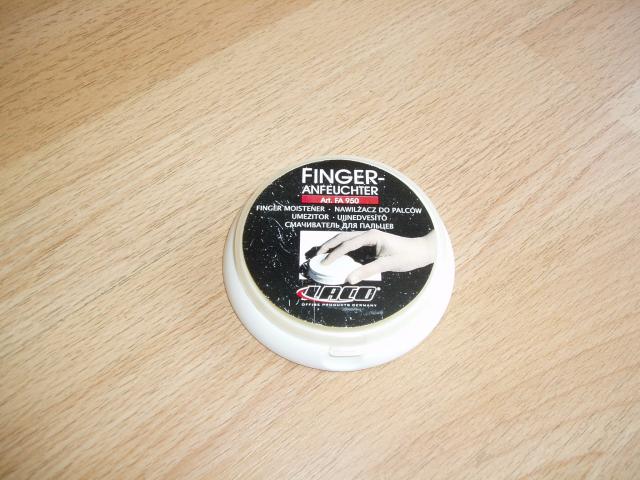 FINGER-
ANFEUCHTER
Art. FA 950
FINGER MOISTENER · NAWILŻACZ DO PALCÓW
UMEZITOR · UJJNEDVESÍTŐ
СМАЧИВАТЕЛЬ ДЛЯ ПАЛЬЦЕВ
LACO
OFFICE PRODUCTS GERMANY